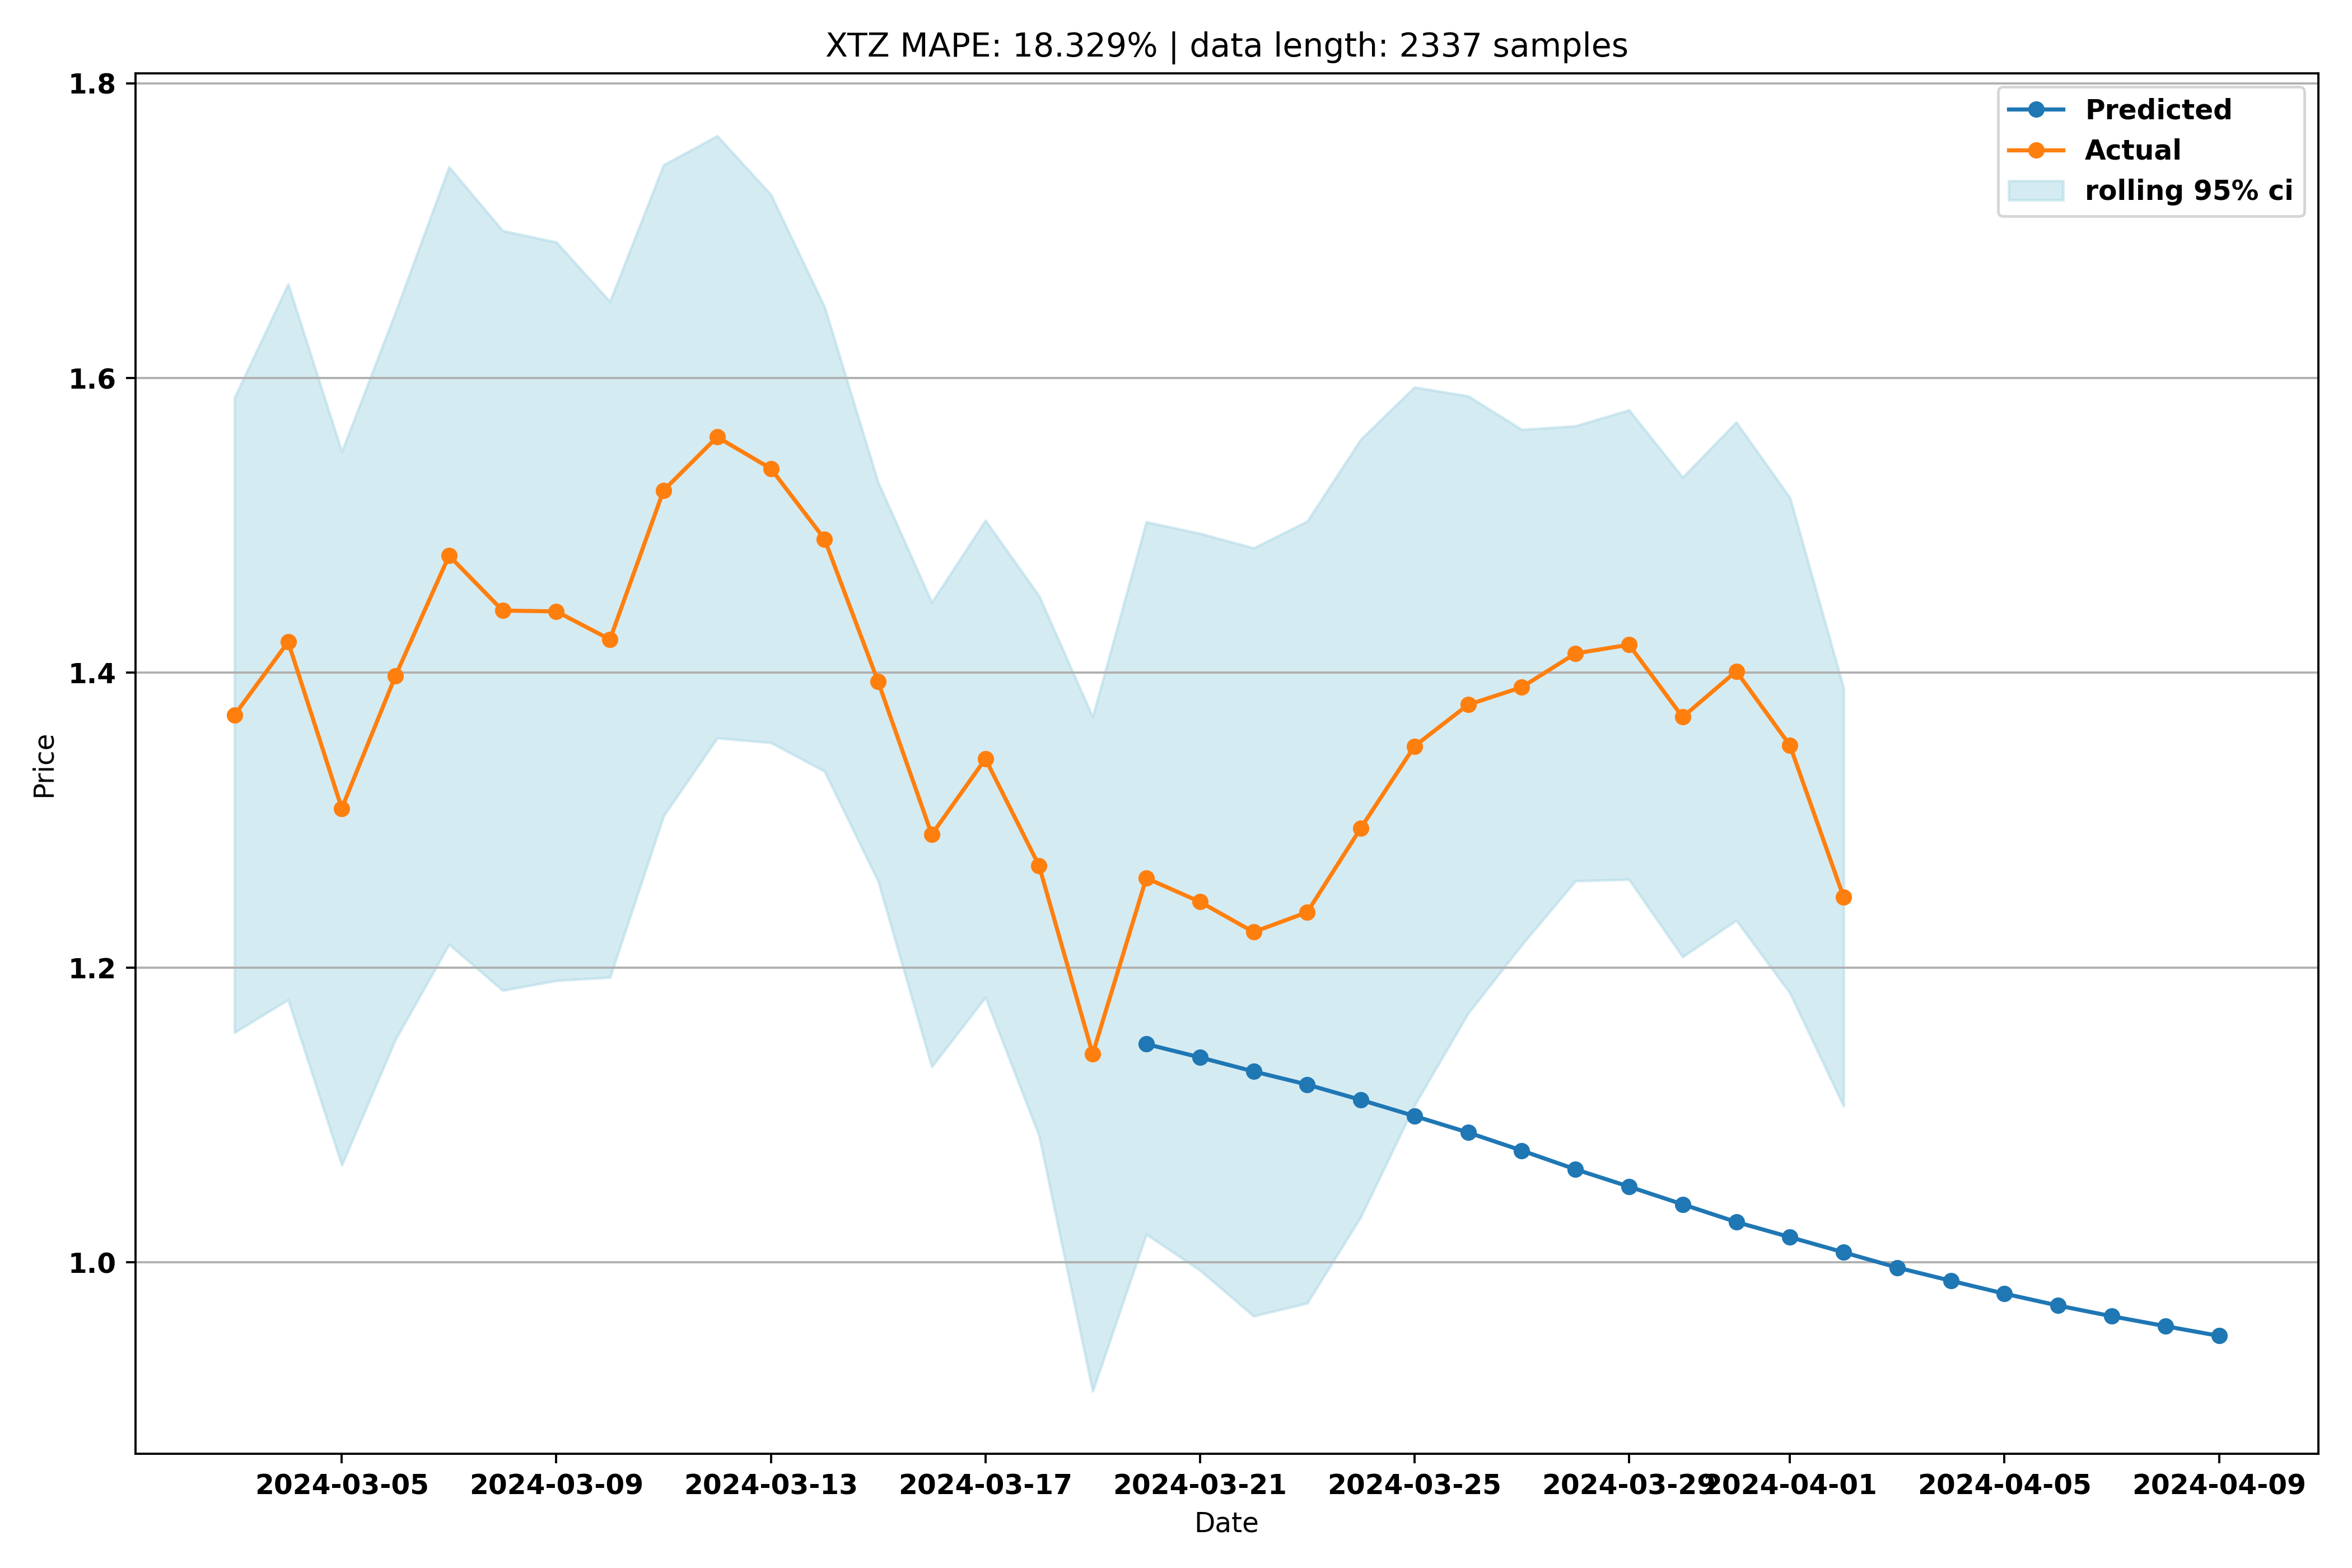 XTZ MAPE: 18.329% | data length: 2337 samples
Predicted
Actual
rolling 95% ci
1.8
1.6
1.4
1.2
1.0
Price
2024-03-05 2024-03-09 2024-03-13 2024-03-17 2024-03-21 2024-03-25 2024-03-29 2024-04-01 2024-04-05 2024-04-09
Date